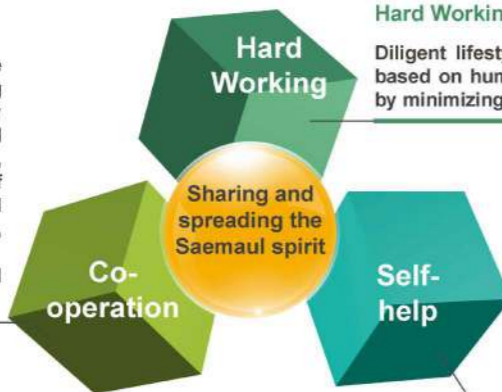 Hard Workin
Diligent lifest
based on hum
by minimizing
Hard
Working
Sharing and
spreading the
Saemaul spirit
Co-
operation
Self-
help